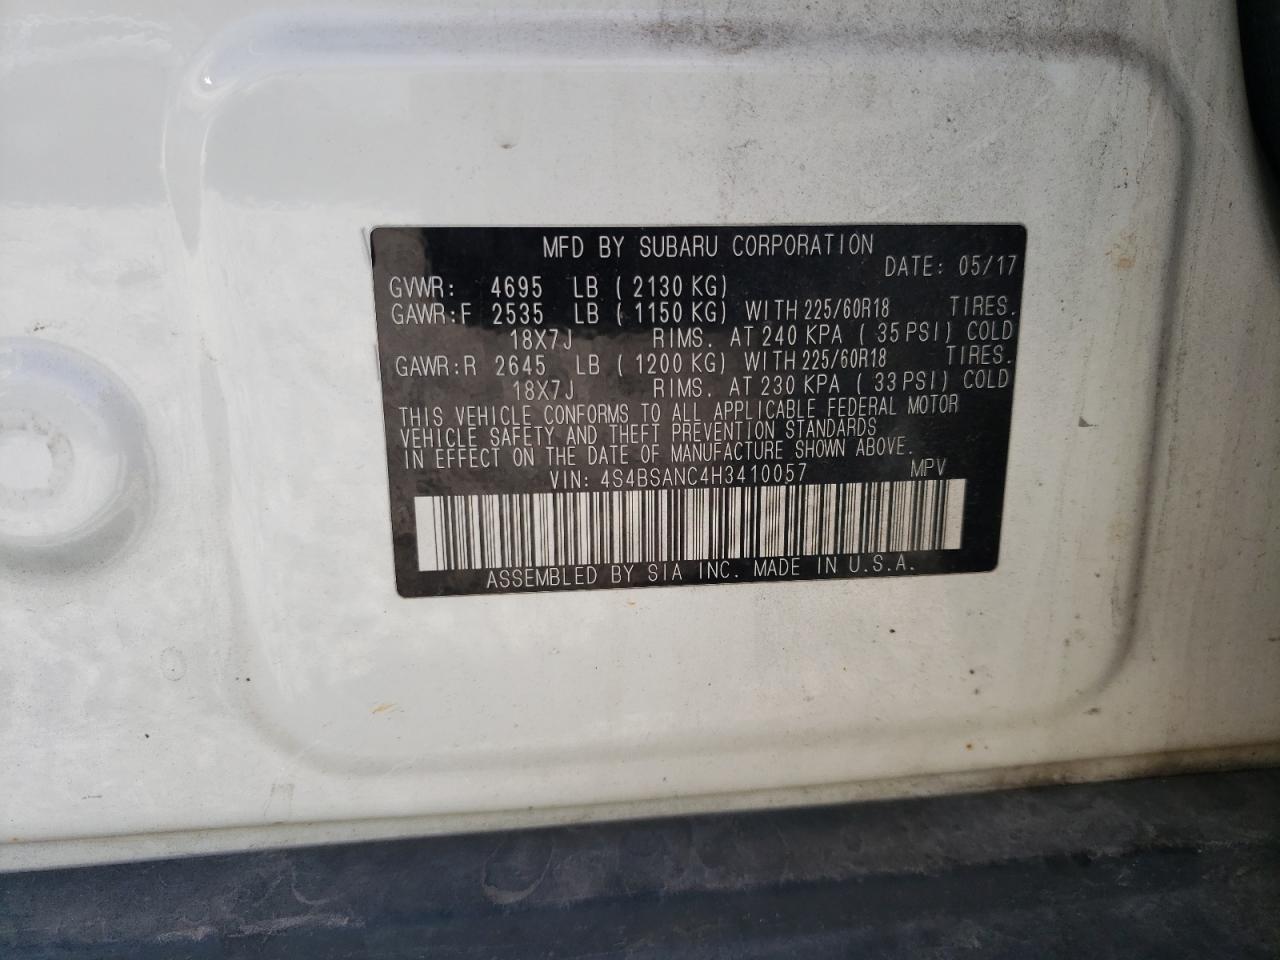 MFD BY SUBARU CORPORATION
DATE: 05/17
GVWR: 4695 LB ( 2130 KG)
GAWR:F 2535 LB ( 1150 KG) WITH 225/60R18 TIRES.
18X7J RIMS. AT 240 KPA ( 35 PSI) COLD
GAWR:R 2645 LB ( 1200 KG) WITH 225/60R18 TIRES.
18X7J RIMS. AT 230 KPA ( 33 PSI) COLD
THIS VEHICLE CONFORMS TO ALL APPLICABLE FEDERAL MOTOR
VEHICLE SAFETY AND THEFT PREVENTION STANDARDS
IN EFFECT ON THE DATE OF MANUFACTURE SHOWN ABOVE.
VIN: 4S4BSANC4H3410057 MPV
ASSEMBLED BY SIA INC. MADE IN U.S.A.